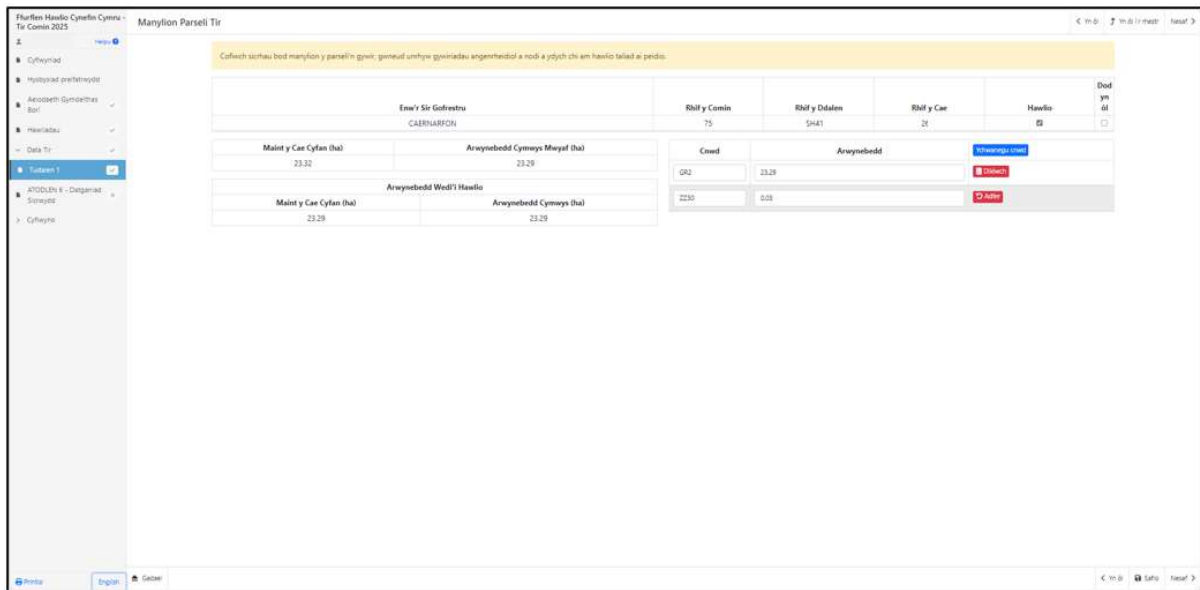 Ffurflen Hawlio Cynefin Cymru -
Tir Comin 2025
Helpu
Cyflwyniad
Hysbysiad preifatrwydd
Aelodaeth Gymdeithas
Bori
Hawliadau
Data Tir
Tudalen 1
ATODLEN 6 - Datganiad
Sicrwydd
Cyflwyno
Printio
English
Manylion Parseli Tir
Yn ôl
Yn ôl i'r rhestr
Nesaf
Cofiwch sicrhau bod manylion y parseli'n gywir, gwneud unrhyw gywiriadau angenrheidiol a nodi a ydych chi am hawlio taliad ai peidio.
Enw'r Sir Gofrestru Rhif y Comin Rhif y Ddalen Rhif y Cae Hawlio Dod
yn
ôl
CAERNARFON 75 SH41 26
Maint y Cae Cyfan (ha) Arwynebedd Cymwys Mwyaf (ha)
23.32 23.29
Arwynebedd Wedi'i Hawlio
Maint y Cae Cyfan (ha) Arwynebedd Cymwys (ha)
23.29 23.29
Cnwd Arwynebedd Ychwanegu cnwd
GR2 23.29 Dilëwch
ZZ30 0.03 Adfer
Gadael
Yn ôl
Safio
Nesaf